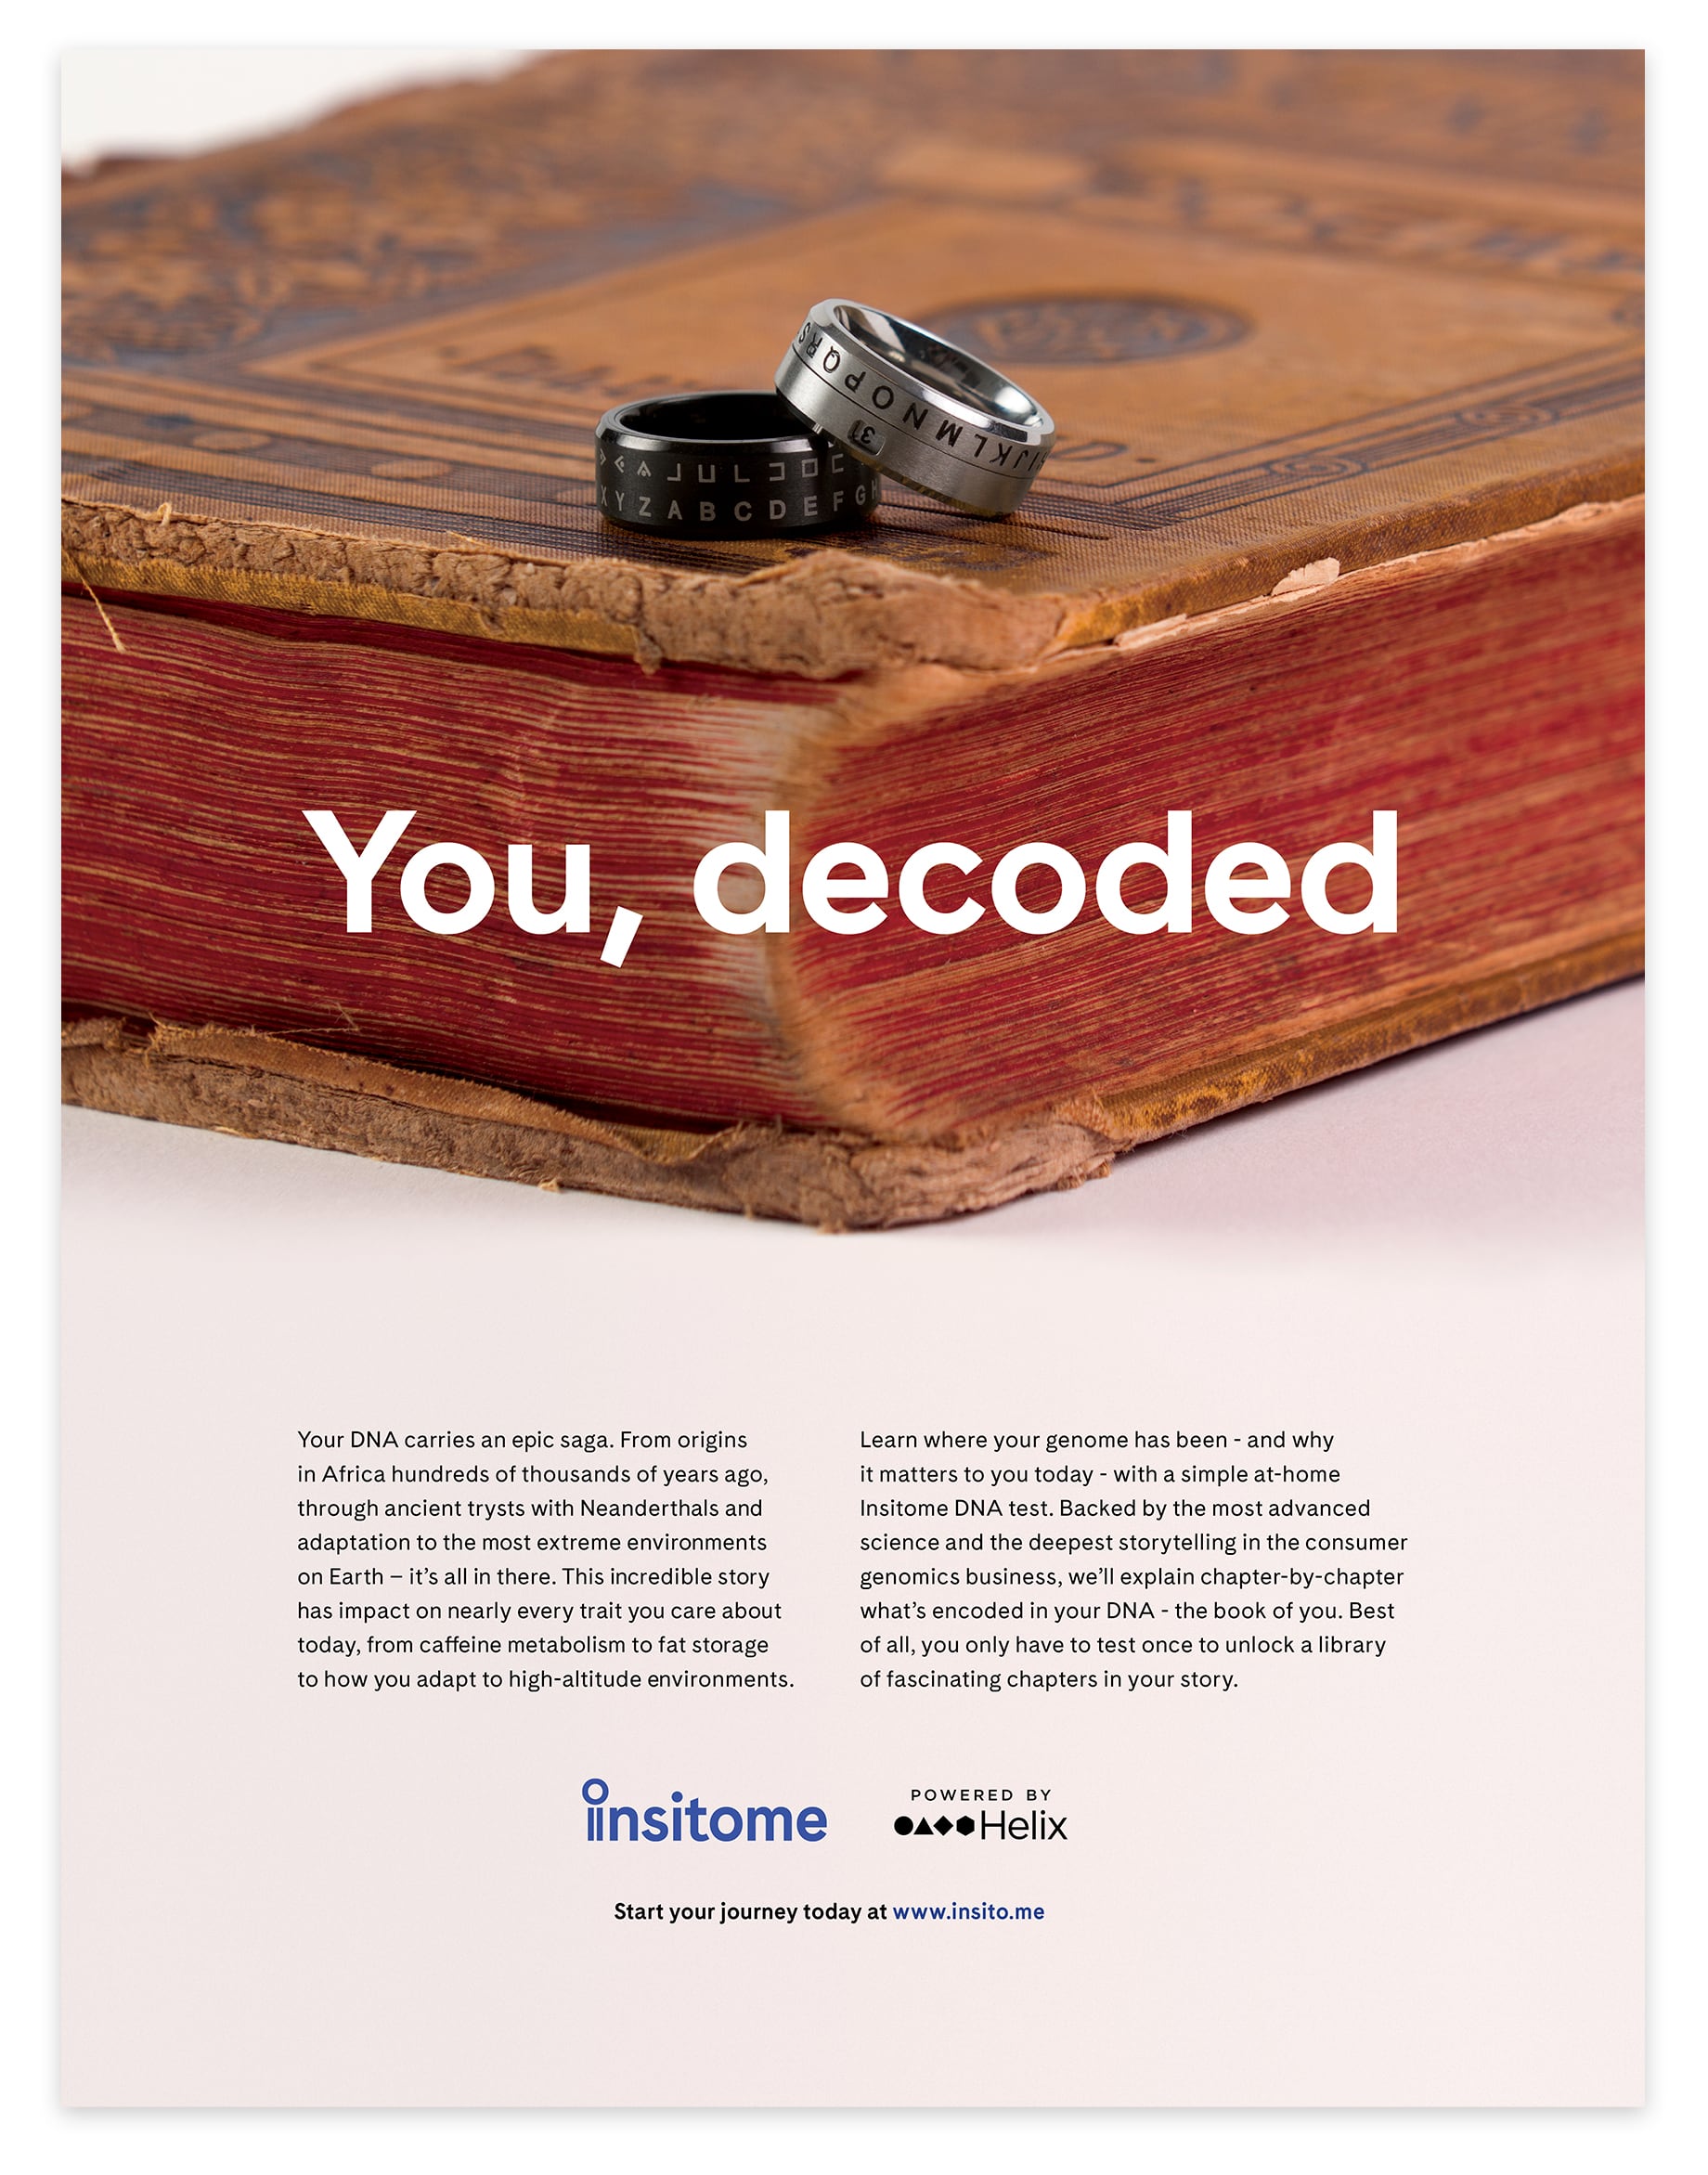 S R Q P O N M L K J I
31
X Y Z A B C D E F G H
You, decoded
Your DNA carries an epic saga. From origins
in Africa hundreds of thousands of years ago,
through ancient trysts with Neanderthals and
adaptation to the most extreme environments
on Earth – it’s all in there. This incredible story
has impact on nearly every trait you care about
today, from caffeine metabolism to fat storage
to how you adapt to high-altitude environments.
Learn where your genome has been - and why
it matters to you today - with a simple at-home
Insitome DNA test. Backed by the most advanced
science and the deepest storytelling in the consumer
genomics business, we’ll explain chapter-by-chapter
what’s encoded in your DNA - the book of you. Best
of all, you only have to test once to unlock a library
of fascinating chapters in your story.
insitome
POWERED BY
Helix
Start your journey today at www.insito.me